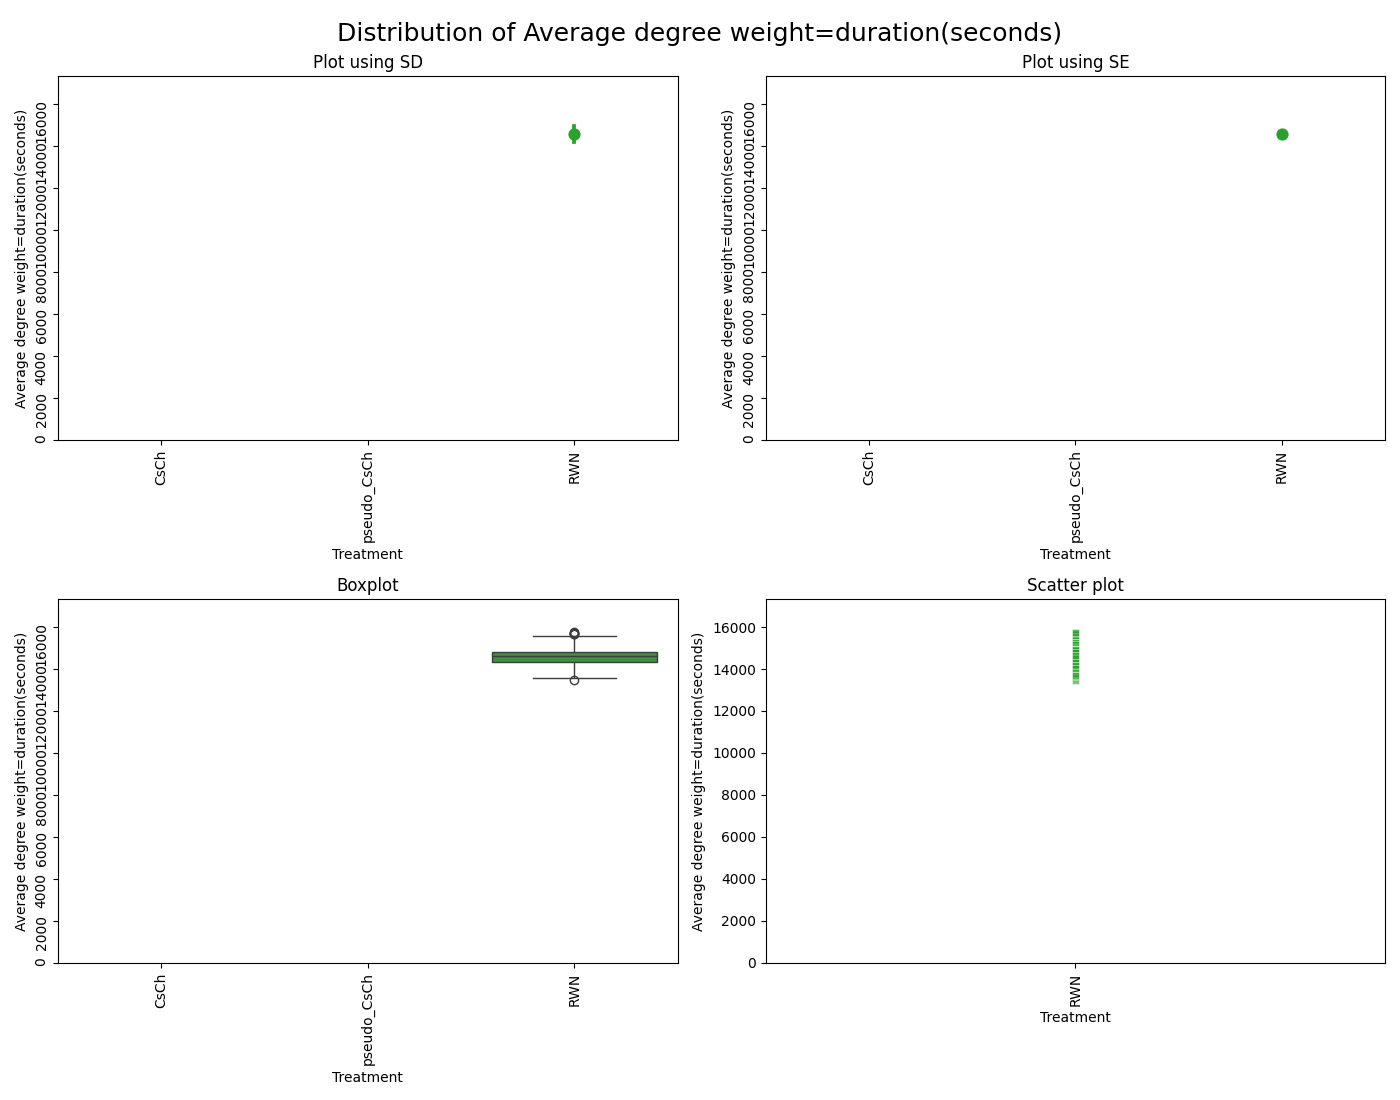 Distribution of Average degree weight=duration(seconds)
Plot using SD
Average degree weight=duration(seconds)
16000
14000
12000
10000
8000
6000
4000
2000
0
CsCh
pseudo_CsCh
RWN
Treatment
Plot using SE
Average degree weight=duration(seconds)
16000
14000
12000
10000
8000
6000
4000
2000
0
CsCh
pseudo_CsCh
RWN
Treatment
Boxplot
Average degree weight=duration(seconds)
16000
14000
12000
10000
8000
6000
4000
2000
0
CsCh
pseudo_CsCh
RWN
Treatment
Scatter plot
Average degree weight=duration(seconds)
16000
14000
12000
10000
8000
6000
4000
2000
0
RWN
Treatment